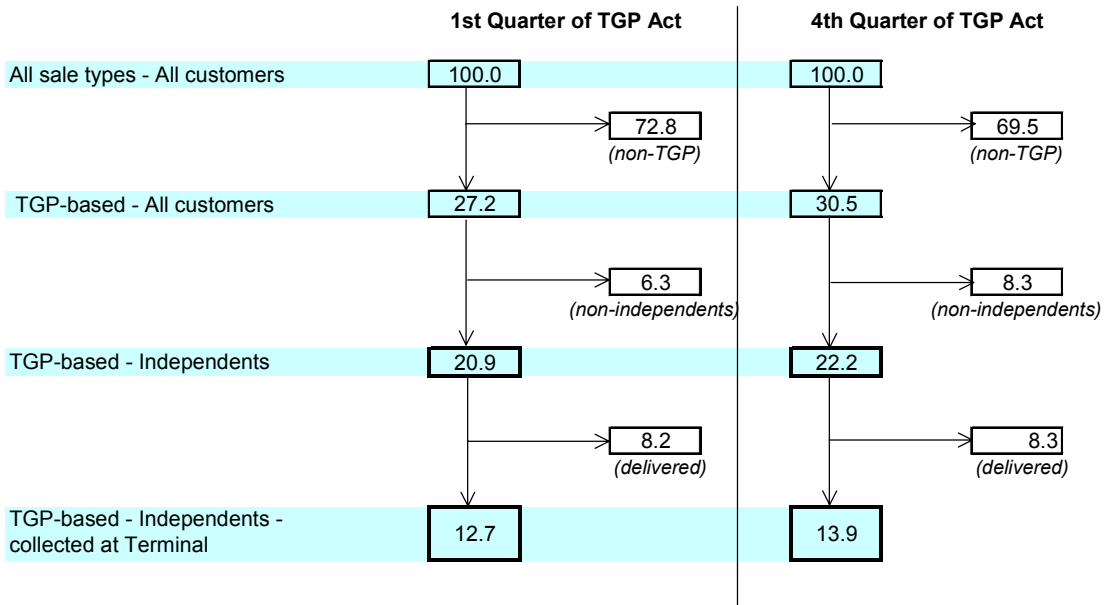 1st Quarter of TGP Act
4th Quarter of TGP Act
All sale types - All customers
100.0
100.0
72.8
69.5
(non-TGP)
(non-TGP)
TGP-based - All customers
27.2
30.5
6.3
8.3
(non-independents)
(non-independents)
TGP-based - Independents
20.9
22.2
8.2
8.3
(delivered)
(delivered)
TGP-based - Independents -
collected at Terminal
12.7
13.9